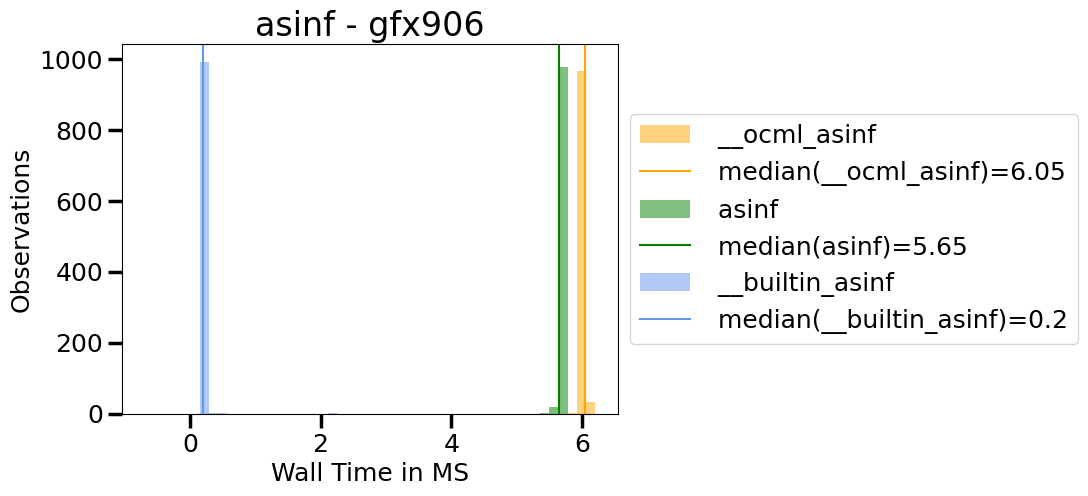 asinf - gfx906
Observations
1000
800
600
400
200
0
0 2 4 6
Wall Time in MS
__ocml_asinf
median(__ocml_asinf)=6.05
asinf
median(asinf)=5.65
__builtin_asinf
median(__builtin_asinf)=0.2